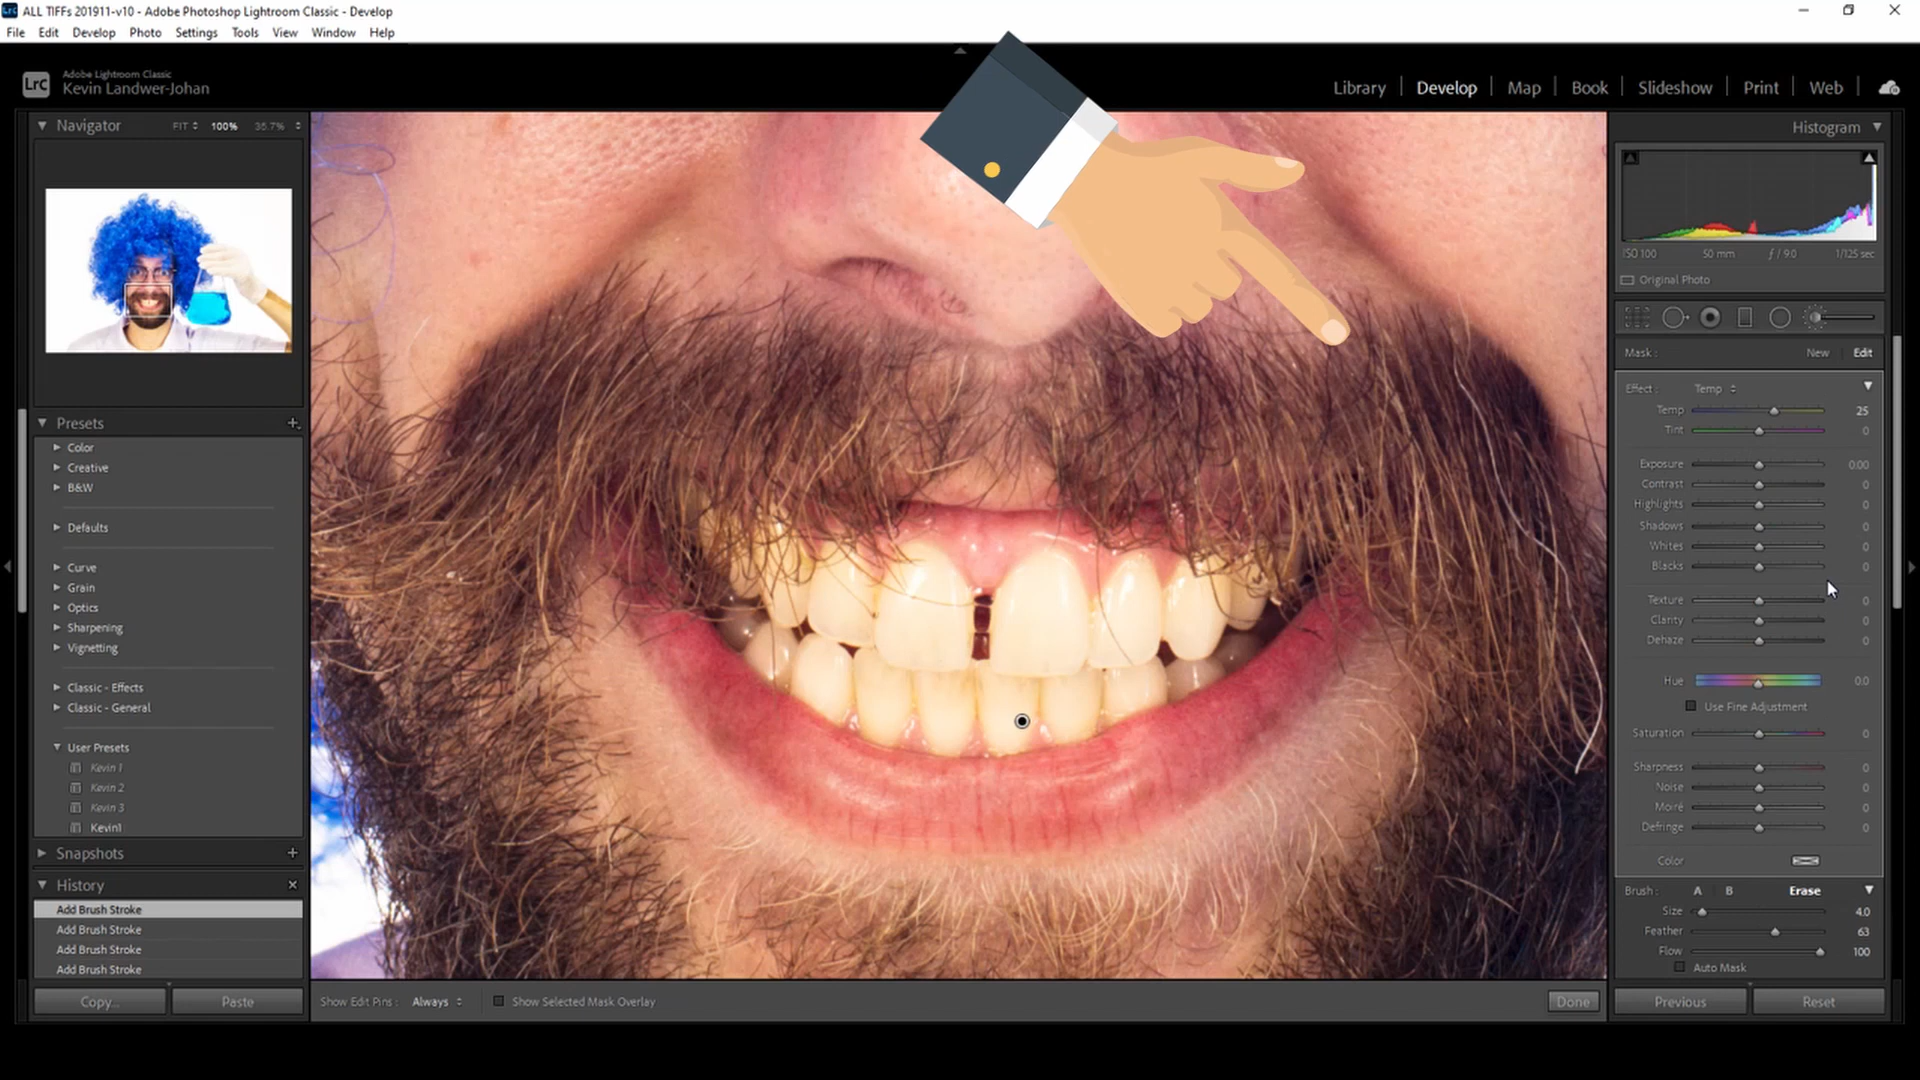 ALL TIFFs 201911-v10 - Adobe Photoshop Lightroom Classic - Develop
File Edit Develop Photo Settings Tools View Window Help
LrC
Adobe Lightroom Classic
Kevin Landwer-Johan
Library Develop Map Book Slideshow Print Web
Navigator FIT 100% 36.7%
Presets
Color
Creative
B&W
Defaults
Curve
Grain
Optics
Sharpening
Vignetting
Classic - Effects
Classic - General
User Presets
Kevin 1
Kevin 2
Kevin 3
Kevin1
Snapshots
History
Add Brush Stroke
Add Brush Stroke
Add Brush Stroke
Add Brush Stroke
Copy... Paste
Show Edit Pins : Always Show Selected Mask Overlay Done
Histogram
ISO 100 50 mm ƒ / 9.0 1/125 sec
Original Photo
Mask : New Edit
Effect : Temp
Temp 25
Tint 0
Exposure 0.00
Contrast 0
Highlights 0
Shadows 0
Whites 0
Blacks 0
Texture 0
Clarity 0
Dehaze 0
Hue 0.0
Use Fine Adjustment
Saturation 0
Sharpness 0
Noise 0
Moiré 0
Defringe 0
Color
Brush : A B Erase
Size 4.0
Feather 63
Flow 100
Auto Mask
Previous Reset